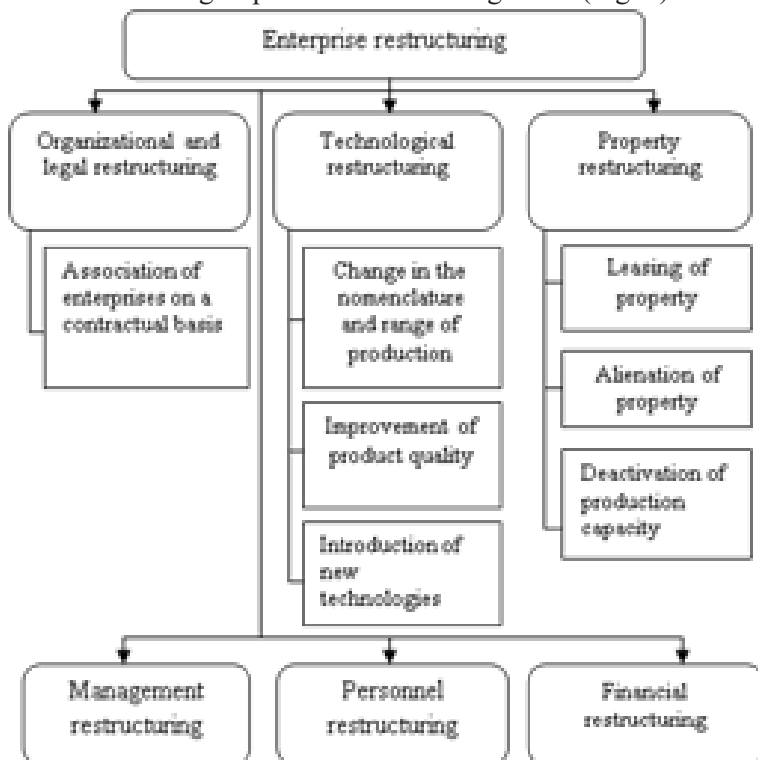 Enterprise restructuring
Organizational and
legal restructuring
Technological
restructuring
Property
restructuring
Association of
enterprises on a
contractual basis
Change in the
nomenclature
and range of
production
Improvement of
product quality
Introduction of
new
technologies
Leasing of
property
Alienation of
property
Deactivation of
production
capacity
Management
restructuring
Personnel
restructuring
Financial
restructuring